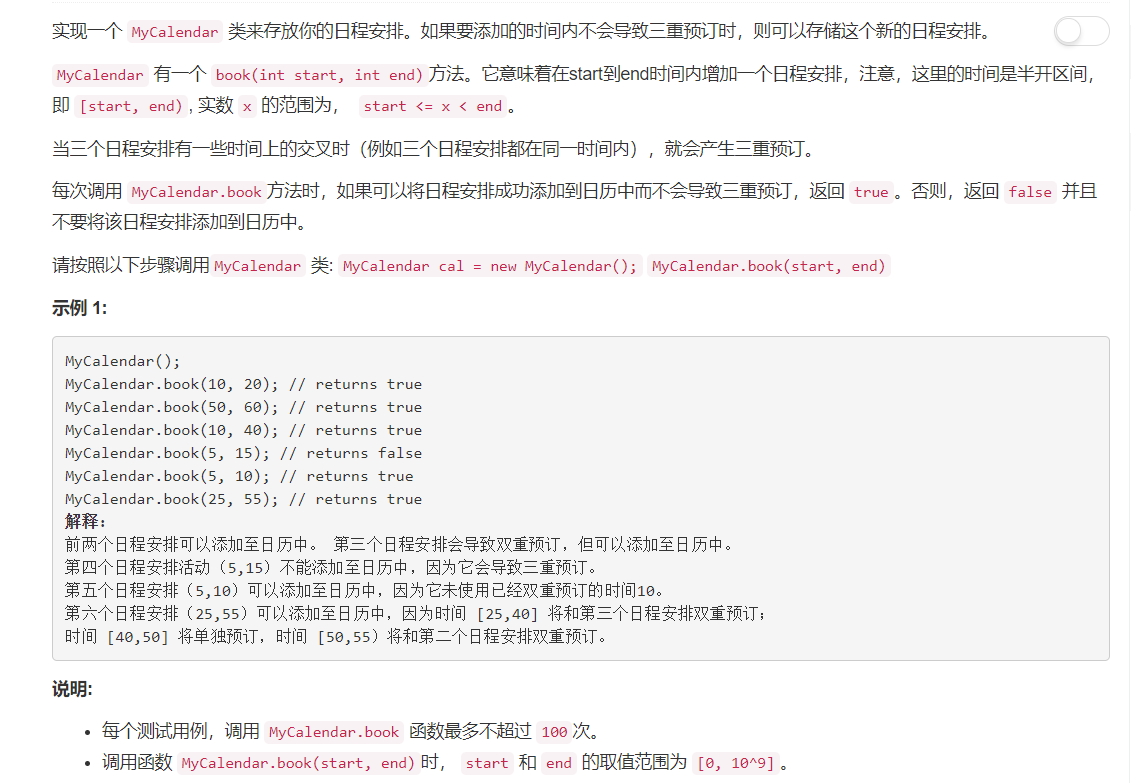 实现一个 MyCalendar 类来存放你的日程安排。如果要添加的时间内不会导致三重预订时，则可以存储这个新的日程安排。
MyCalendar 有一个 book(int start, int end)方法。它意味着在start到end时间内增加一个日程安排，注意，这里的时间是半开区间，
即 [start, end)，实数 x 的范围为， start <= x < end。
当三个日程安排有一些时间上的交叉时（例如三个日程安排都在同一时间内），就会产生三重预订。
每次调用 MyCalendar.book方法时，如果可以将日程安排成功添加到日历中而不会导致三重预订，返回 true。否则，返回 false 并且
不要将该日程安排添加到日历中。
请按照以下步骤调用MyCalendar 类: MyCalendar cal = new MyCalendar(); MyCalendar.book(start, end)
示例 1:
MyCalendar();
MyCalendar.book(10, 20); // returns true
MyCalendar.book(50, 60); // returns true
MyCalendar.book(10, 40); // returns true
MyCalendar.book(5, 15); // returns false
MyCalendar.book(5, 10); // returns true
MyCalendar.book(25, 55); // returns true
解释：
前两个日程安排可以添加至日历中。 第三个日程安排会导致双重预订，但可以添加至日历中。
第四个日程安排活动（5,15）不能添加至日历中，因为它会导致三重预订。
第五个日程安排（5,10）可以添加至日历中，因为它未使用已经双重预订的时间10。
第六个日程安排（25,55）可以添加至日历中，因为时间 [25,40] 将和第三个日程安排双重预订；
时间 [40,50] 将单独预订，时间 [50,55）将和第二个日程安排双重预订。
说明:
• 每个测试用例，调用 MyCalendar.book 函数最多不超过 100次。
• 调用函数 MyCalendar.book(start, end)时， start 和 end 的取值范围为 [0, 10^9]。